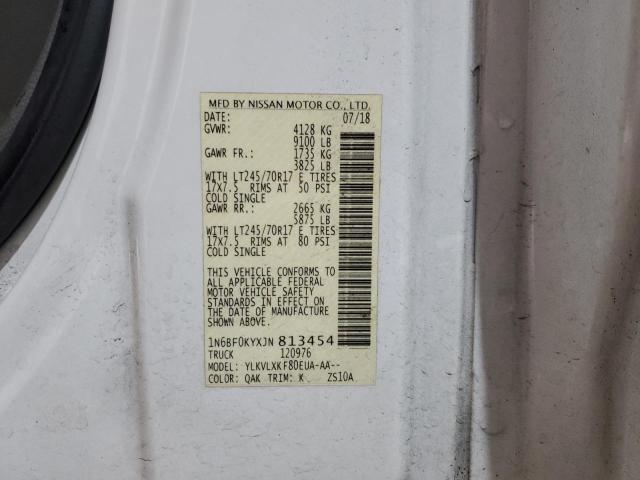 MFD BY NISSAN MOTOR CO., LTD.
DATE: 07/18
GVWR: 4128 KG
9100 LB
GAWR FR.: 1735 KG
3825 LB
WITH LT245/70R17 E TIRES
17X7.5 RIMS AT 50 PSI
COLD SINGLE
GAWR RR.: 2665 KG
5875 LB
WITH LT245/70R17 E TIRES
17X7.5 RIMS AT 80 PSI
COLD SINGLE
THIS VEHICLE CONFORMS TO
ALL APPLICABLE FEDERAL
MOTOR VEHICLE SAFETY
STANDARDS IN EFFECT ON
THE DATE OF MANUFACTURE
SHOWN ABOVE.
1N6BF0KYXJN813454
TRUCK 120976
MODEL: YLKVLXKF80EUA-AA--
COLOR: QAK TRIM: K ZS10A